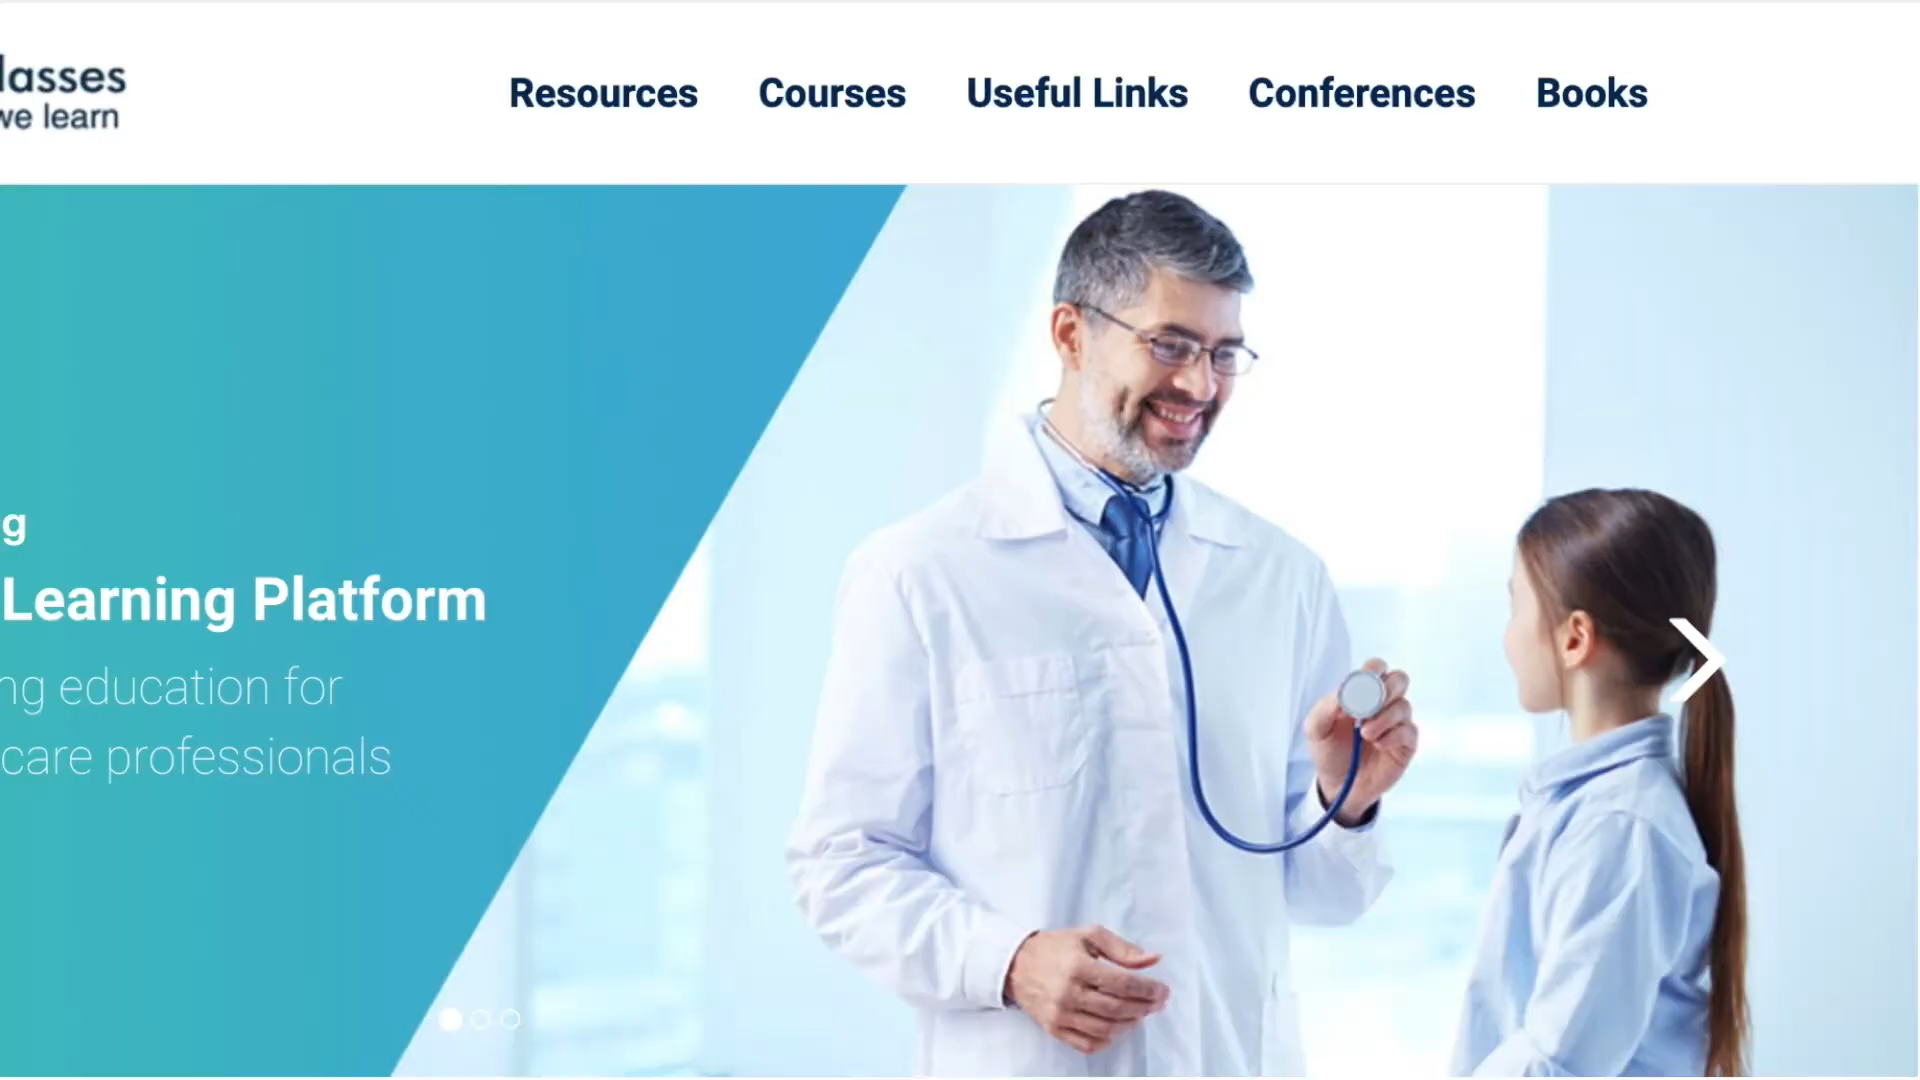 lasses
we learn
Resources Courses Useful Links Conferences Books
g
Learning Platform
ng education for
care professionals